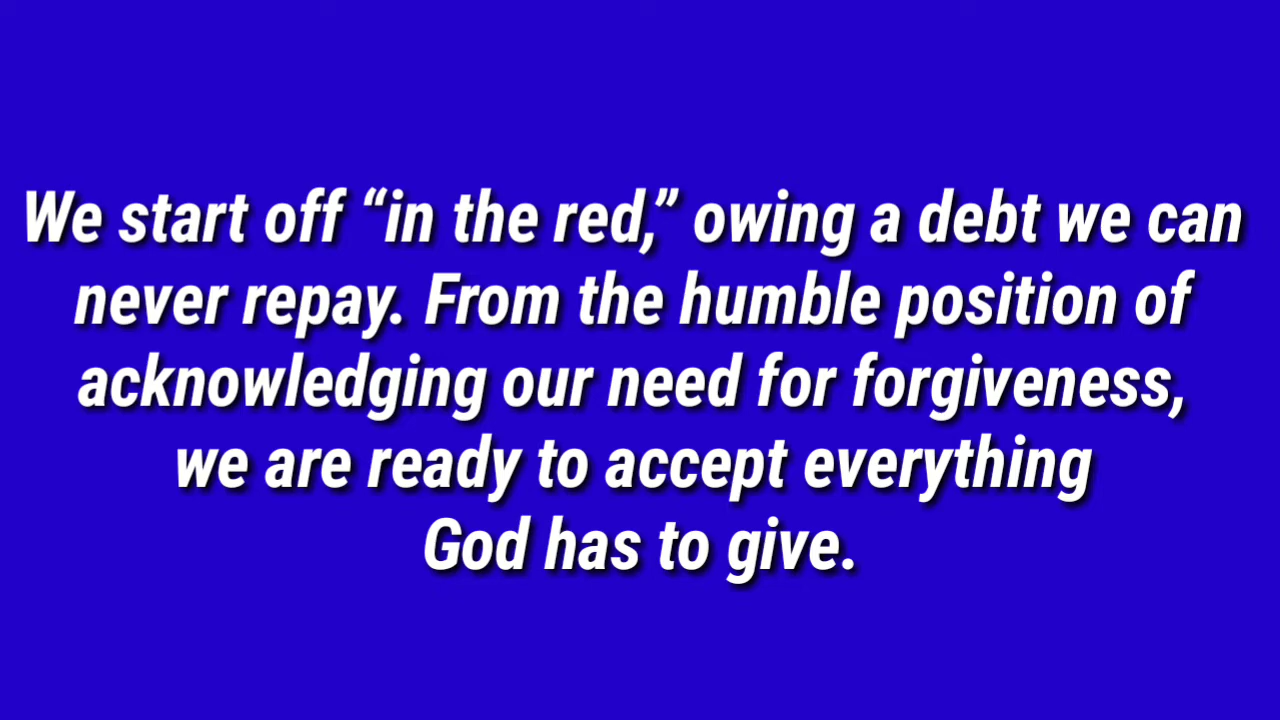 We start off “in the red,” owing a debt we can
never repay. From the humble position of
acknowledging our need for forgiveness,
we are ready to accept everything
God has to give.